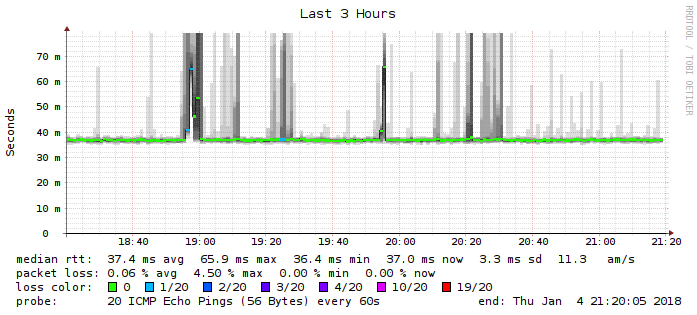 Last 3 Hours
RRDTOOL / TOBI OETIKER
Seconds
70 m
60 m
50 m
40 m
30 m
20 m
10 m
0
18:40 19:00 19:20 19:40 20:00 20:20 20:40 21:00 21:20
median rtt: 37.4 ms avg 65.9 ms max 36.4 ms min 37.0 ms now 3.3 ms sd 11.3 am/s
packet loss: 0.06 % avg 4.50 % max 0.00 % min 0.00 % now
loss color: 0 1/20 2/20 3/20 4/20 10/20 19/20
probe: 20 ICMP Echo Pings (56 Bytes) every 60s end: Thu Jan 4 21:20:05 2018